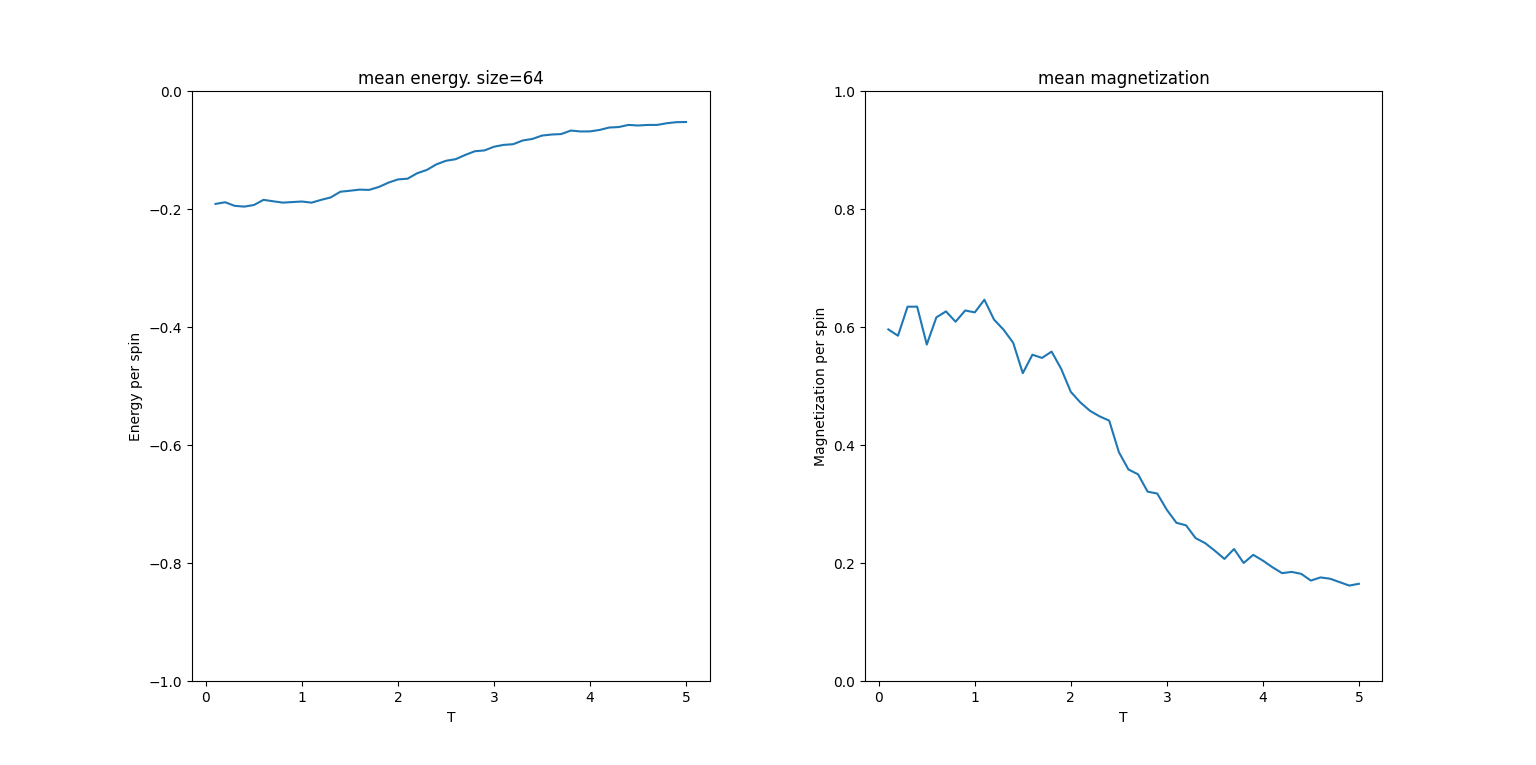 mean energy. size=64
0.0
−0.2
−0.4
−0.6
−0.8
−1.0
Energy per spin
0 1 2 3 4 5
T
mean magnetization
1.0
0.8
0.6
0.4
0.2
0.0
Magnetization per spin
0 1 2 3 4 5
T